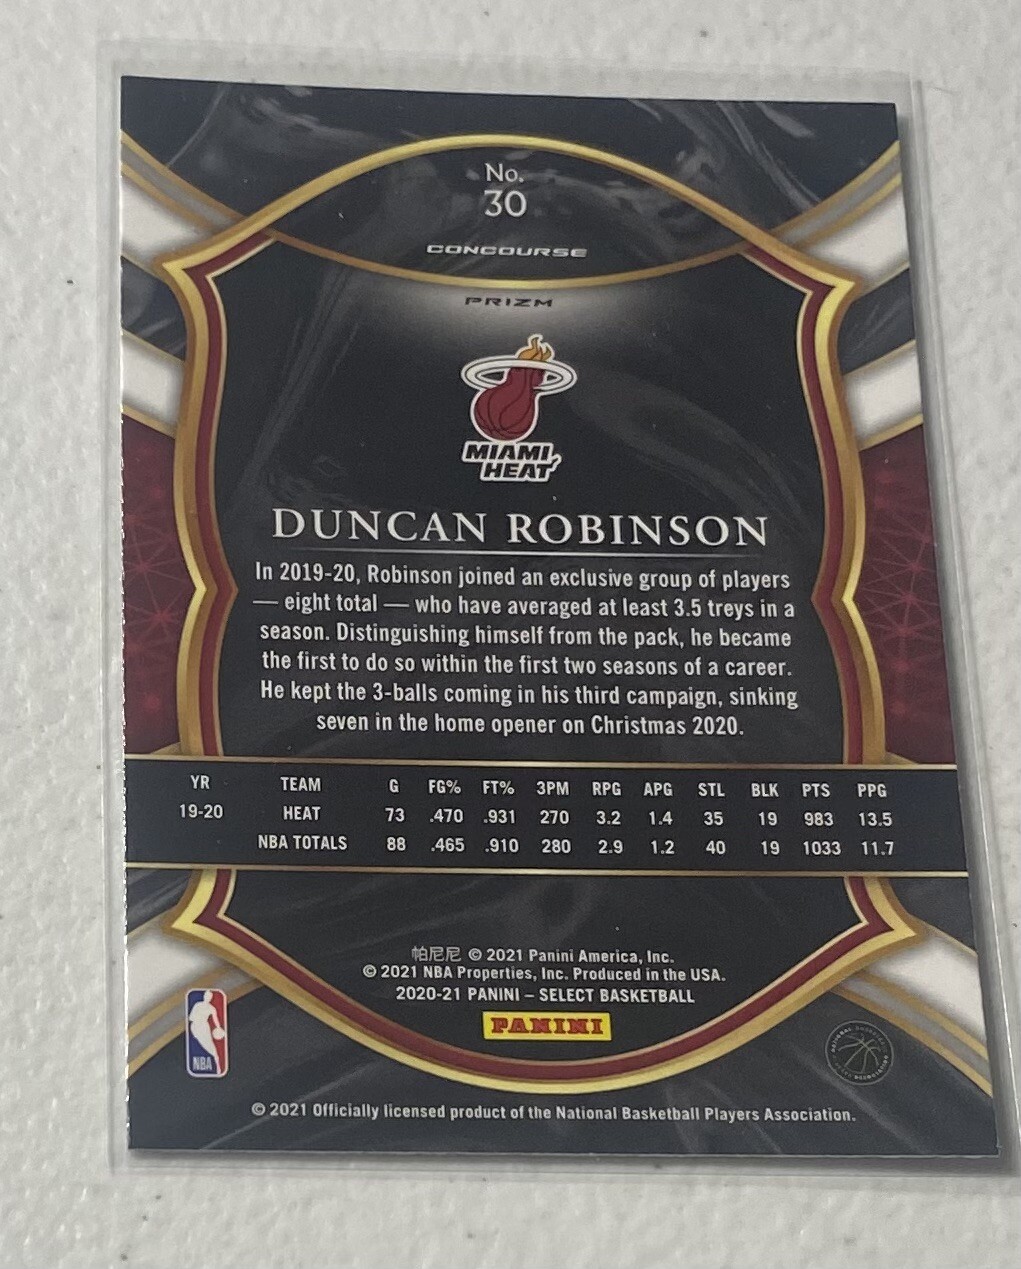 No.
30
CONCOURSE
PRIZM
MIAMI
HEAT
DUNCAN ROBINSON
In 2019-20, Robinson joined an exclusive group of players
— eight total — who have averaged at least 3.5 treys in a
season. Distinguishing himself from the pack, he became
the first to do so within the first two seasons of a career.
He kept the 3-balls coming in his third campaign, sinking
seven in the home opener on Christmas 2020.
YR TEAM G FG% FT% 3PM RPG APG STL BLK PTS PPG
19-20 HEAT 73 .470 .931 270 3.2 1.4 35 19 983 13.5
NBA TOTALS 88 .465 .910 280 2.9 1.2 40 19 1033 11.7
帕尼尼 © 2021 Panini America, Inc.
© 2021 NBA Properties, Inc. Produced in the USA.
2020-21 PANINI – SELECT BASKETBALL
PANINI
NBA
© 2021 Officially licensed product of the National Basketball Players Association.